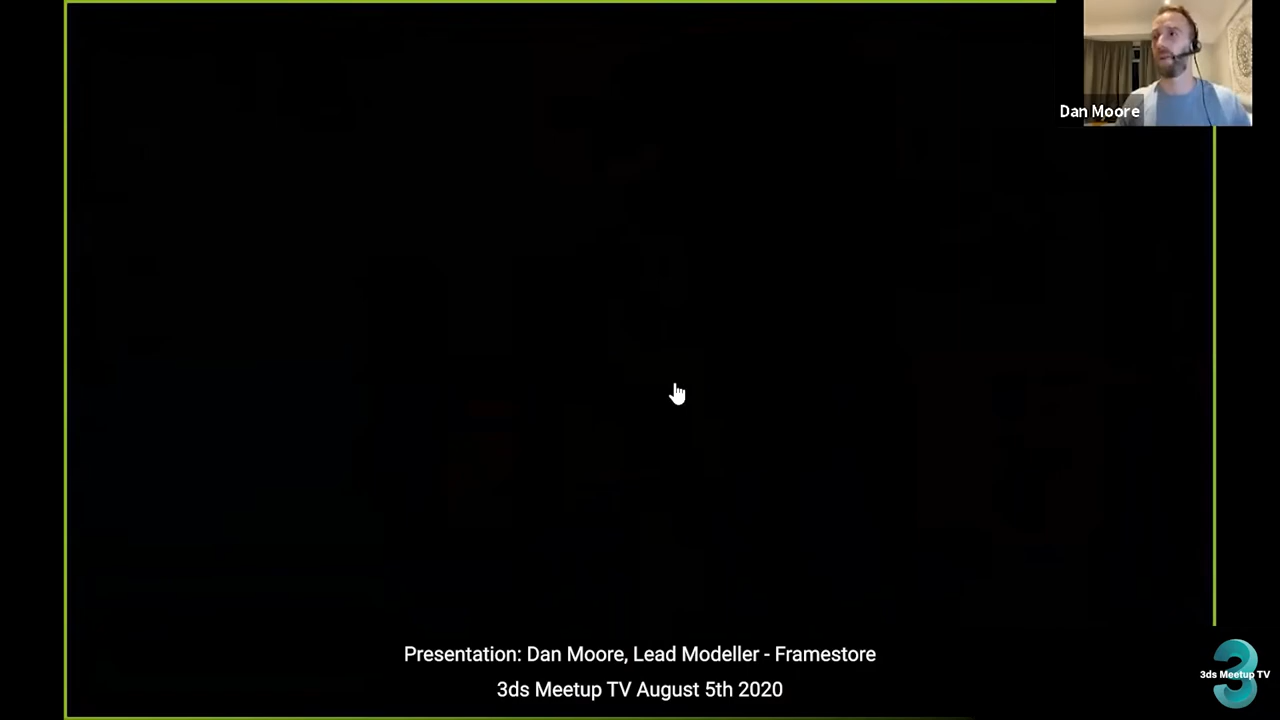 Dan Moore
Presentation: Dan Moore, Lead Modeller - Framestore
3ds Meetup TV August 5th 2020
3ds Meetup TV